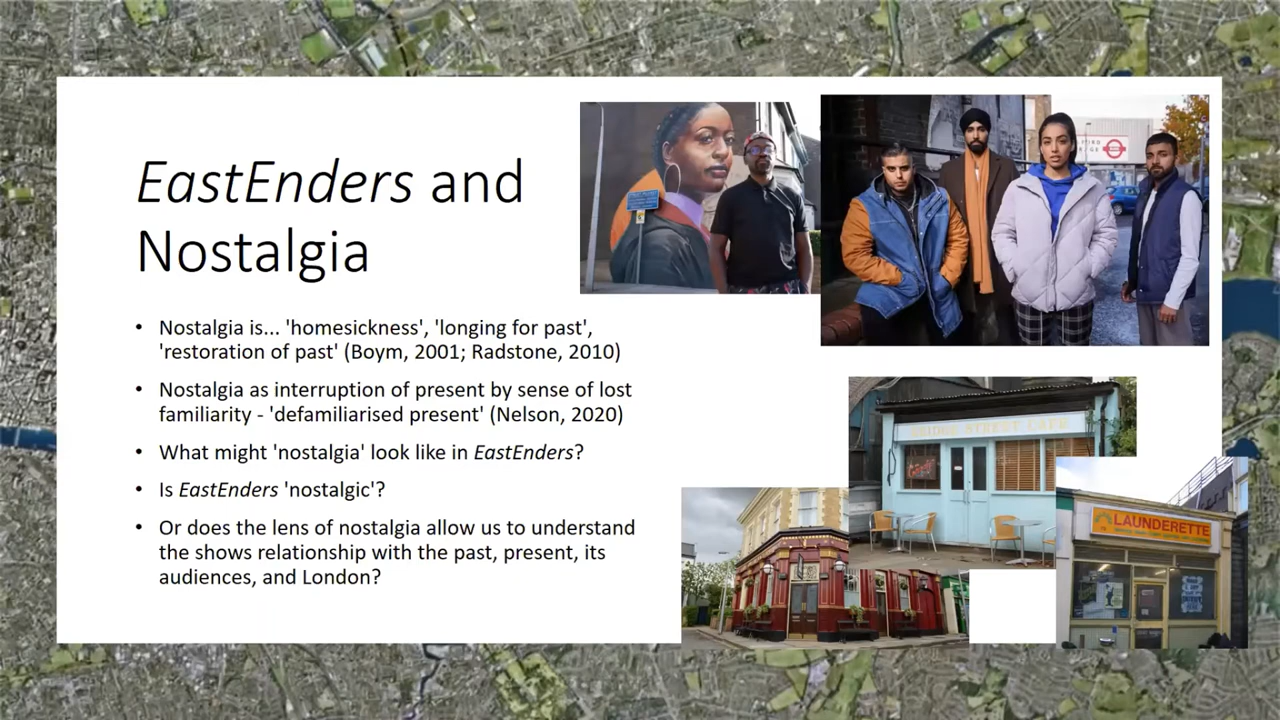 EastEnders and
Nostalgia
• Nostalgia is... 'homesickness', 'longing for past',
'restoration of past' (Boym, 2001; Radstone, 2010)
• Nostalgia as interruption of present by sense of lost
familiarity - 'defamiliarised present' (Nelson, 2020)
• What might 'nostalgia' look like in EastEnders?
• Is EastEnders 'nostalgic'?
• Or does the lens of nostalgia allow us to understand
the shows relationship with the past, present, its
audiences, and London?
BRIDGE STREET CAFE
LAUNDERETTE